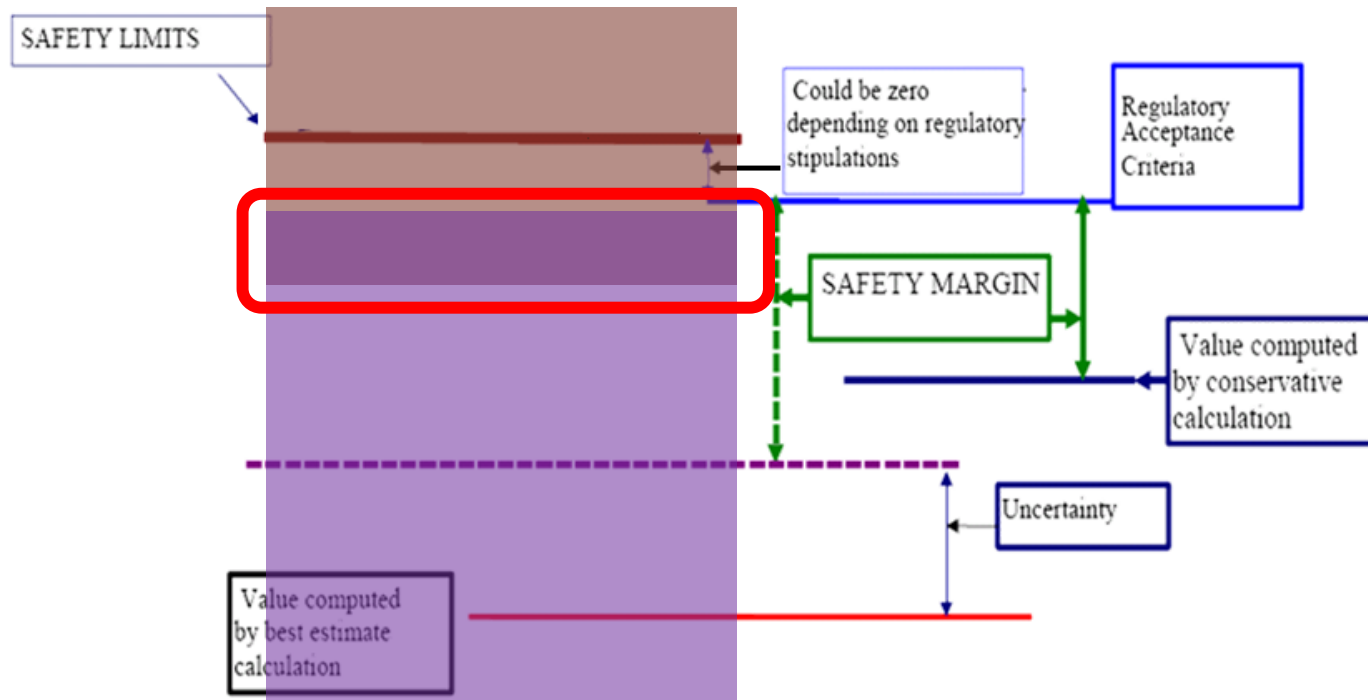 SAFETY LIMITS
Could be zero
depending on regulatory
stipulations
Regulatory
Acceptance
Criteria
SAFETY MARGIN
Value computed
by conservative
calculation
Uncertainty
Value computed
by best estimate
calculation